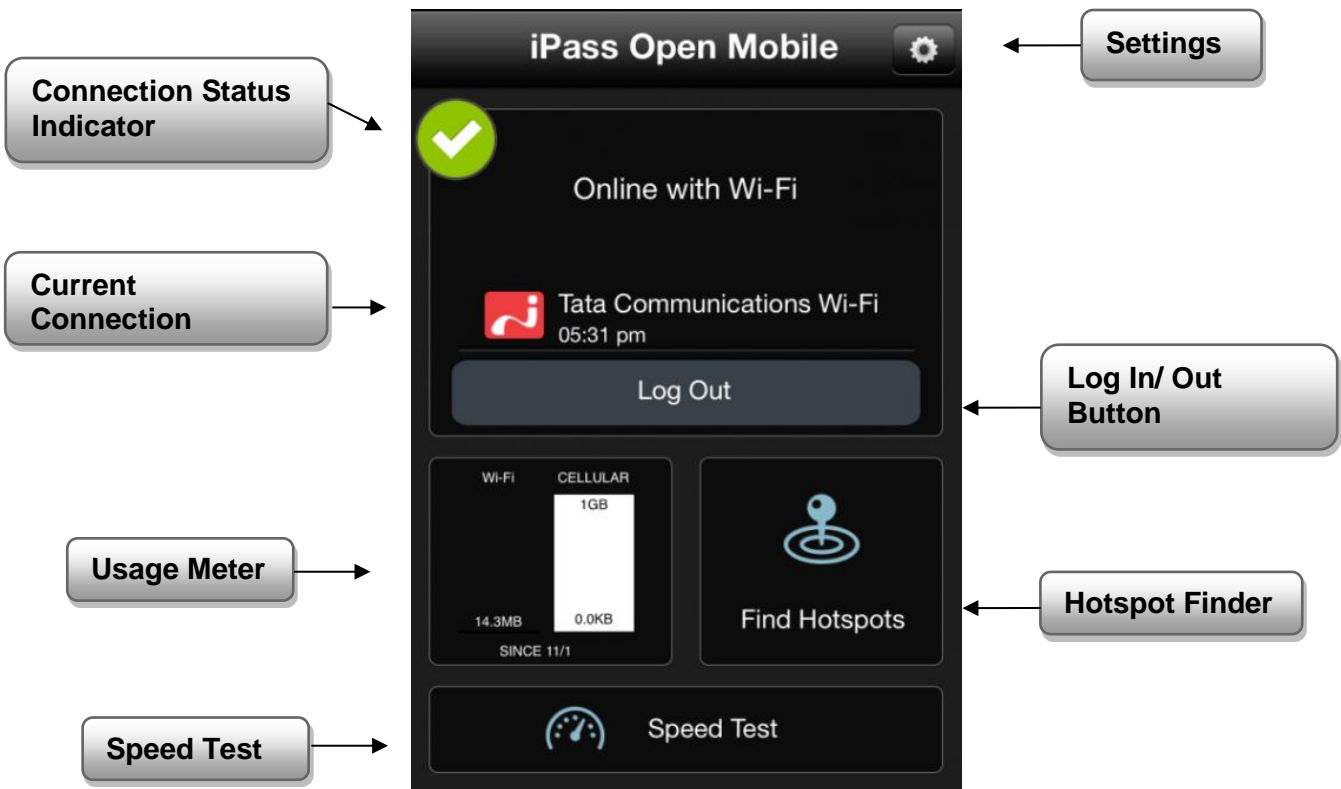 iPass Open Mobile
Settings
Connection Status
Indicator
Online with Wi-Fi
Current
Connection
Tata Communications Wi-Fi
05:31 pm
Log Out
Log In/ Out
Button
Wi-Fi CELLULAR
1GB
Usage Meter
14.3MB 0.0KB
SINCE 11/1
Find Hotspots
Hotspot Finder
Speed Test
Speed Test